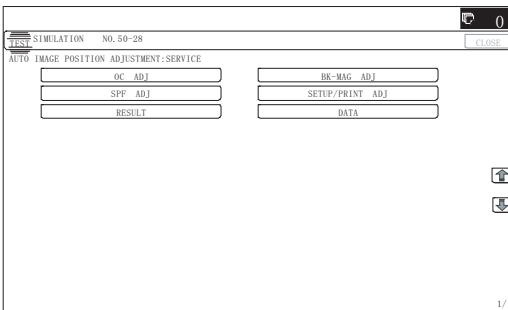 0
TEST SIMULATION NO. 50-28 CLOSE
AUTO IMAGE POSITION ADJUSTMENT:SERVICE
OC ADJ BK-MAG ADJ
SPF ADJ SETUP/PRINT ADJ
RESULT DATA
1/